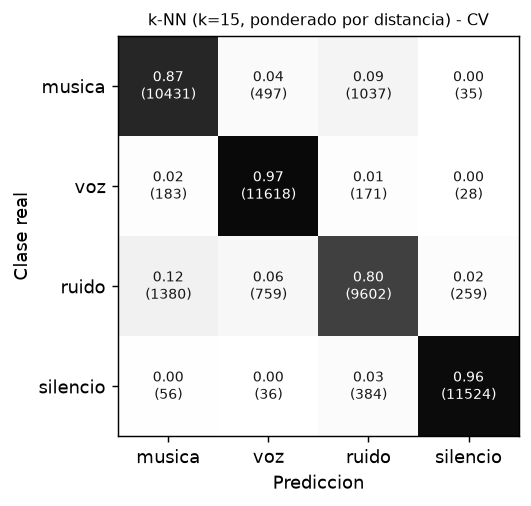 k-NN (k=15, ponderado por distancia) - CV
musica
0.87 0.04 0.09 0.00
(10431) (497) (1037) (35)
voz
0.02 0.97 0.01 0.00
(183) (11618) (171) (28)
ruido
0.12 0.06 0.80 0.02
(1380) (759) (9602) (259)
silencio
0.00 0.00 0.03 0.96
(56) (36) (384) (11524)
Clase real
musica voz ruido silencio
Prediccion